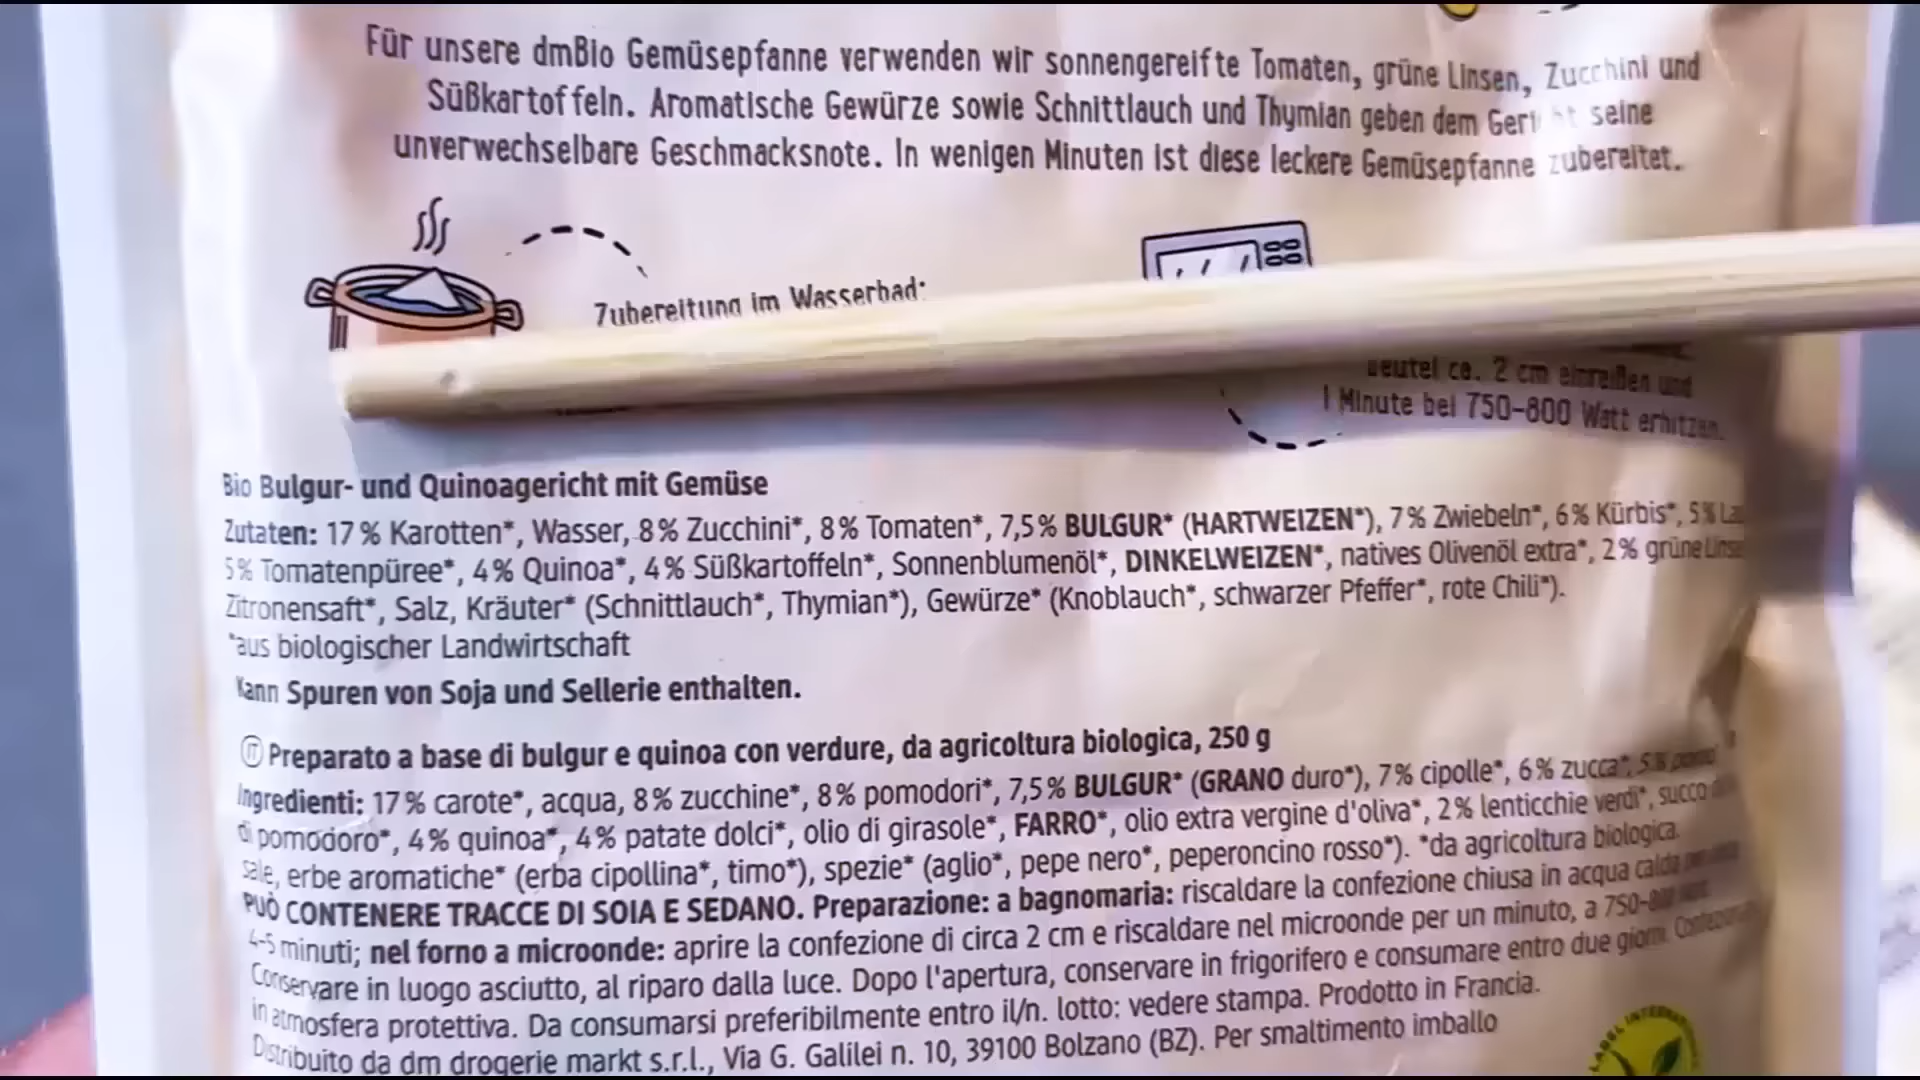 Für unsere dmBio Gemüsepfanne verwenden wir sonnengereifte Tomaten, grüne Linsen, Zucchini und
Süßkartoffeln. Aromatische Gewürze sowie Schnittlauch und Thymian geben dem seine
unverwechselbare Geschmacksnote. In wenigen Minuten ist diese leckere Gemüsepfanne zubereitet.
Zubereitung im Wasserbad:
ca. 2 cm einreißen und
1 Minute bei 750-800 Watt erhitzen.
Bio Bulgur- und Quinoagericht mit Gemüse
Zutaten: 17 % Karotten*, Wasser, 8 % Zucchini*, 8 % Tomaten*, 7,5 % BULGUR* (HARTWEIZEN*), 7 % Zwiebeln*, 6 % Kürbis*, 5 %
5 % Tomatenpüree*, 4 % Quinoa*, 4 % Süßkartoffeln*, Sonnenblumenöl*, DINKELWEIZEN*, natives Olivenöl extra*, 2 % grüne
Zitronensaft*, Salz, Kräuter* (Schnittlauch*, Thymian*), Gewürze* (Knoblauch*, schwarzer Pfeffer*, rote Chili*).
*aus biologischer Landwirtschaft
Kann Spuren von Soja und Sellerie enthalten.
IT Preparato a base di bulgur e quinoa con verdure, da agricoltura biologica, 250 g
Ingredienti: 17 % carote*, acqua, 8 % zucchine*, 8 % pomodori*, 7,5 % BULGUR* (GRANO duro*), 7 % cipolle*, 6 % zucca*, 5 %
di pomodoro*, 4 % quinoa*, 4 % patate dolci*, olio di girasole*, FARRO*, olio extra vergine d'oliva*, 2 % lenticchie verdi*, succo
sale, erbe aromatiche* (erba cipollina*, timo*), spezie* (aglio*, pepe nero*, peperoncino rosso*). *da agricoltura biologica.
PUÒ CONTENERE TRACCE DI SOIA E SEDANO. Preparazione: a bagnomaria: riscaldare la confezione chiusa in acqua calda
4-5 minuti; nel forno a microonde: aprire la confezione di circa 2 cm e riscaldare nel microonde per un minuto, a
Conservare in luogo asciutto, al riparo dalla luce. Dopo l'apertura, conservare in frigorifero e consumare entro due giorni.
in atmosfera protettiva. Da consumarsi preferibilmente entro il/n. lotto: vedere stampa. Prodotto in Francia.
Distribuito da dm drogerie markt s.r.l., Via G. Galilei n. 10, 39100 Bolzano (BZ). Per smaltimento imballo